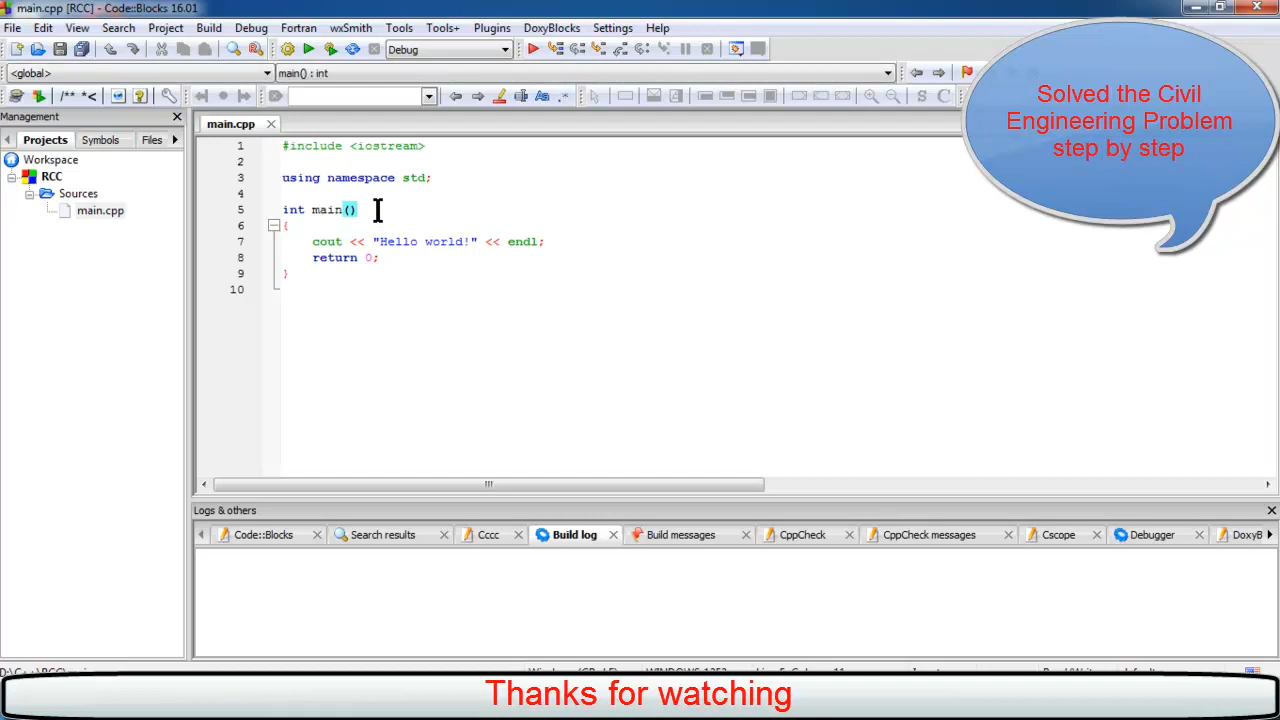 main.cpp [RCC] - Code::Blocks 16.01
File Edit View Search Project Build Debug Fortran wxSmith Tools Tools+ Plugins DoxyBlocks Settings Help
Debug
<global> main() : int
/** *< S C
Management
Projects Symbols Files
Workspace
RCC
Sources
main.cpp
main.cpp
1 #include <iostream>
2
3 using namespace std;
4
5 int main()
6 {
7 cout << "Hello world!" << endl;
8 return 0;
9 }
10
Solved the Civil
Engineering Problem
step by step
Logs & others
Code::Blocks Search results Cccc Build log Build messages CppCheck CppCheck messages Cscope Debugger DoxyB
Thanks for watching